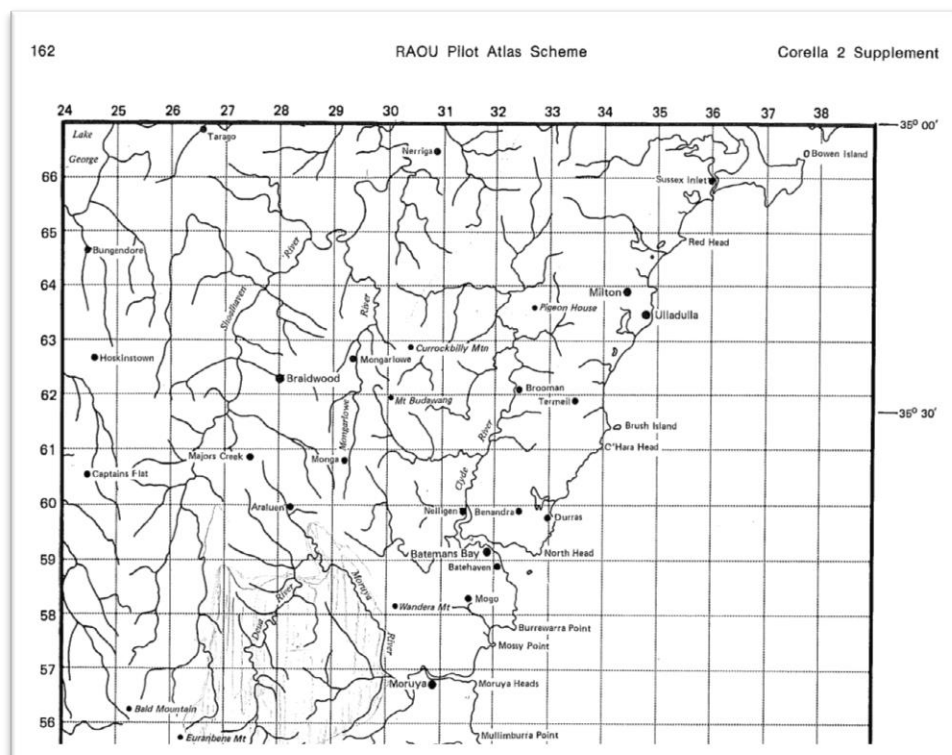 162 RAOU Pilot Atlas Scheme Corella 2 Supplement
24 25 26 27 28 29 30 31 32 33 34 35 36 37 38
35° 00'
Lake
George
Tarago
Nerriga
Bowen Island
66
Sussex Inlet
65
Bungendore
River
Red Head
64
Shoalhaven
River
Milton
Pigeon House
Ulladulla
63
Hoskinstown
Mongarlowe
Currockbilly Mtn
Braidwood
62
Mt Budawang
Brooman
Termeil
36° 30'
Mongarlowe
River
Brush Island
61
O'Hara Head
Majors Creek
Monga
Captains Flat
Clyde
60
Araluen
Nelligen
Benandra
Durras
59
Batemans Bay
North Head
Batehaven
River
Moruya
58
Wandera Mt
Mogo
Deua
River
Burrewarra Point
Mossy Point
57
Moruya
Moruya Heads
56
Bald Mountain
Euranbene Mt
Mullimburra Point